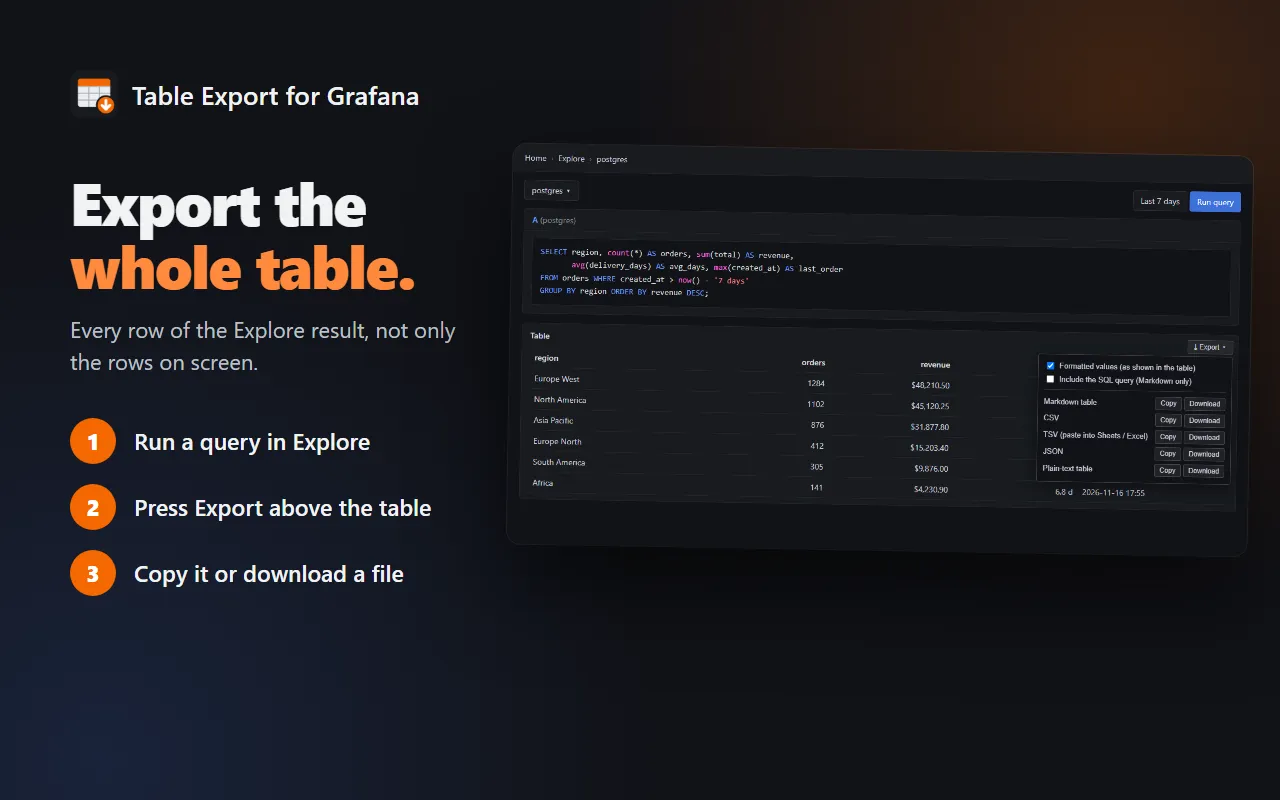 Table Export for Grafana
Export the
whole table.
Every row of the Explore result, not only
the rows on screen.
1 Run a query in Explore
2 Press Export above the table
3 Copy it or download a file
Home › Explore › postgres
postgres ▾
Last 7 days Run query
A (postgres)
SELECT region, count(*) AS orders, sum(total) AS revenue,
avg(delivery_days) AS avg_days, max(created_at) AS last_order
FROM orders WHERE created_at > now() - '7 days'
GROUP BY region ORDER BY revenue DESC;
Table
⤓ Export ▾
region orders revenue
Europe West 1284 $48,210.50
North America 1102 $45,120.25
Asia Pacific 876 $31,877.80
Europe North 412 $15,203.40
South America 305 $9,876.00
Africa 141 $4,230.90 6.8 d 2026-11-16 17:55
Formatted values (as shown in the table)
Include the SQL query (Markdown only)
Markdown table Copy Download
CSV Copy Download
TSV (paste into Sheets / Excel) Copy Download
JSON Copy Download
Plain-text table Copy Download